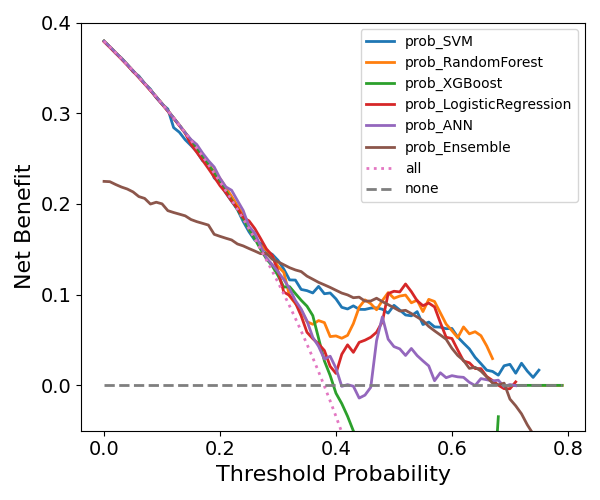 0.4
0.3
0.2
0.1
0.0
Net Benefit
prob_SVM
prob_RandomForest
prob_XGBoost
prob_LogisticRegression
prob_ANN
prob_Ensemble
all
none
0.0 0.2 0.4 0.6 0.8
Threshold Probability